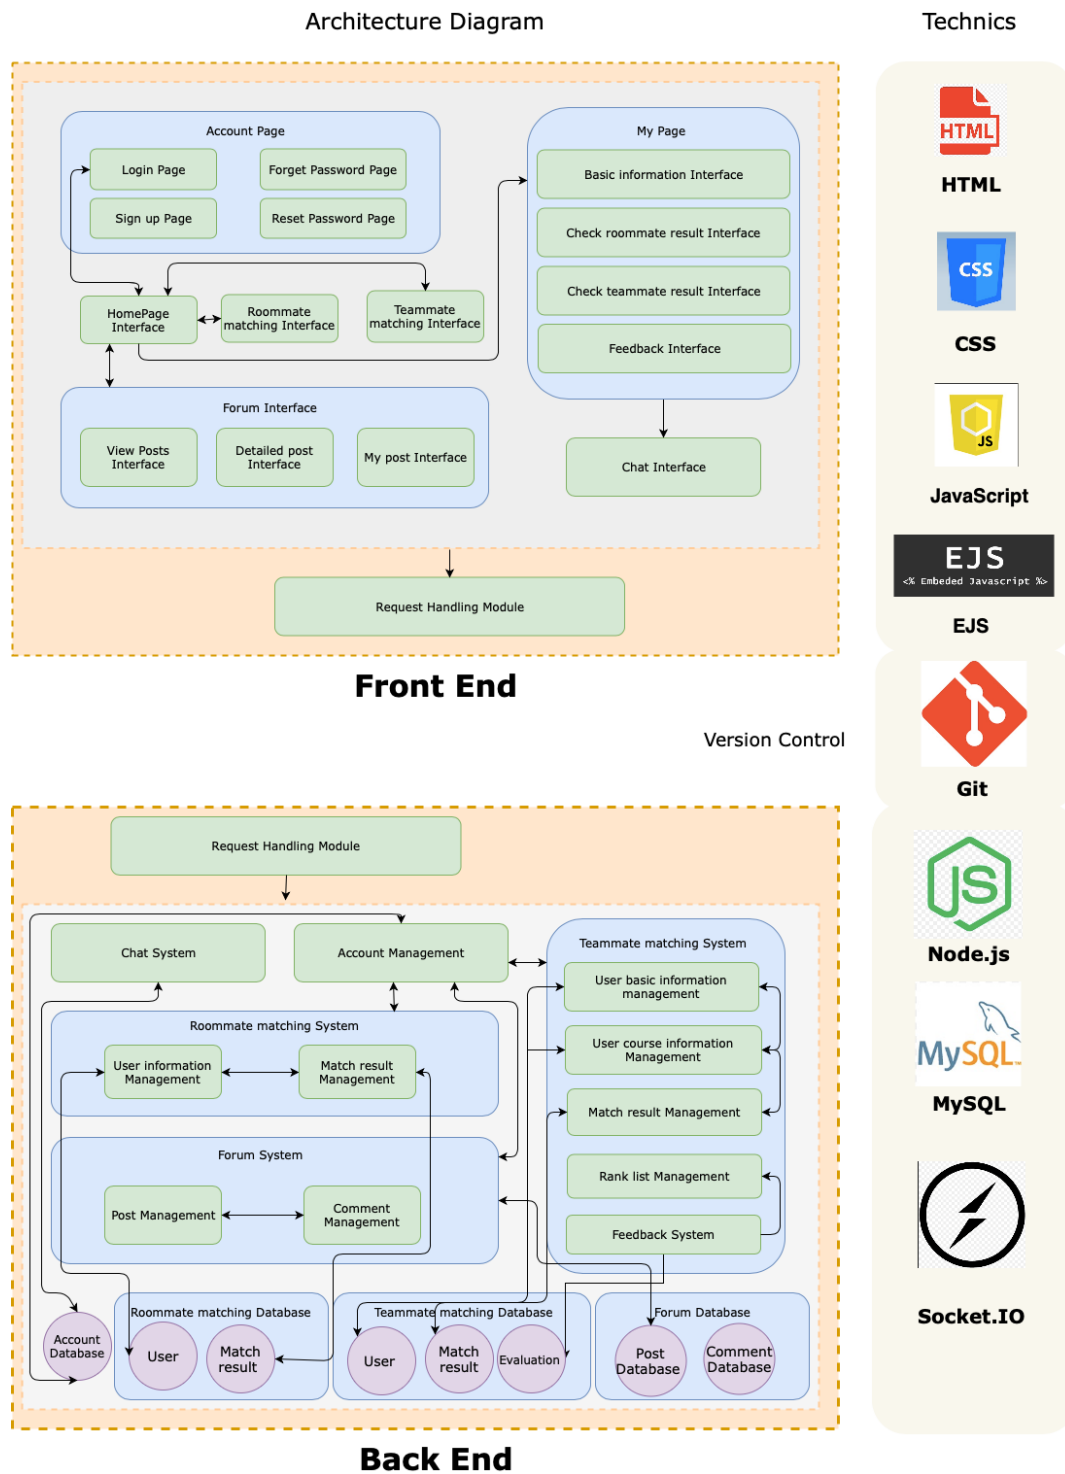 Architecture Diagram
Technics
Account Page
Login Page
Forget Password Page
Sign up Page
Reset Password Page
My Page
Basic information Interface
Check roommate result Interface
Check teammate result Interface
Feedback Interface
HomePage
Interface
Roommate
matching Interface
Teammate
matching Interface
Forum Interface
View Posts
Interface
Detailed post
Interface
My post Interface
Chat Interface
Request Handling Module
Front End
HTML
HTML
CSS
CSS
JS
JavaScript
EJS
<% Embeded Javascript %>
EJS
Version Control
Git
Request Handling Module
Chat System
Account Management
Teammate matching System
User basic information
management
User course information
Management
Match result Management
Rank list Management
Feedback System
Roommate matching System
User information
Management
Match result
Management
Forum System
Post Management
Comment
Management
Account
Database
Roommate matching Database
User
Match
result
Teammate matching Database
User
Match
result
Evaluation
Forum Database
Post
Database
Comment
Database
Back End
JS
Node.js
MySQL™
MySQL
Socket.IO